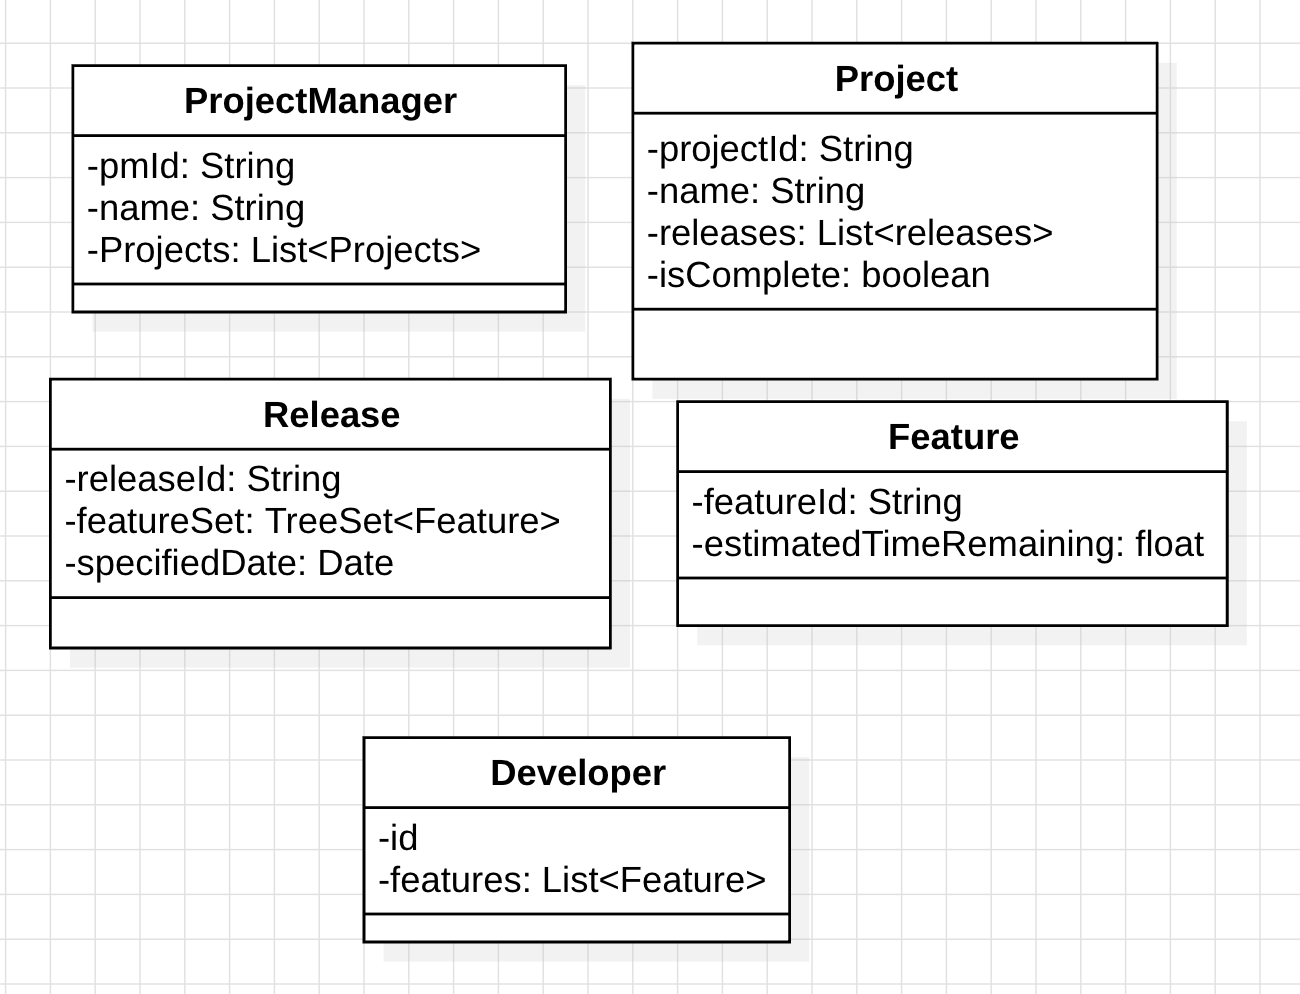 ProjectManager
-pmId: String
-name: String
-Projects: List<Projects>
Project
-projectId: String
-name: String
-releases: List<releases>
-isComplete: boolean
Release
-releaseId: String
-featureSet: TreeSet<Feature>
-specifiedDate: Date
Feature
-featureId: String
-estimatedTimeRemaining: float
Developer
-id
-features: List<Feature>